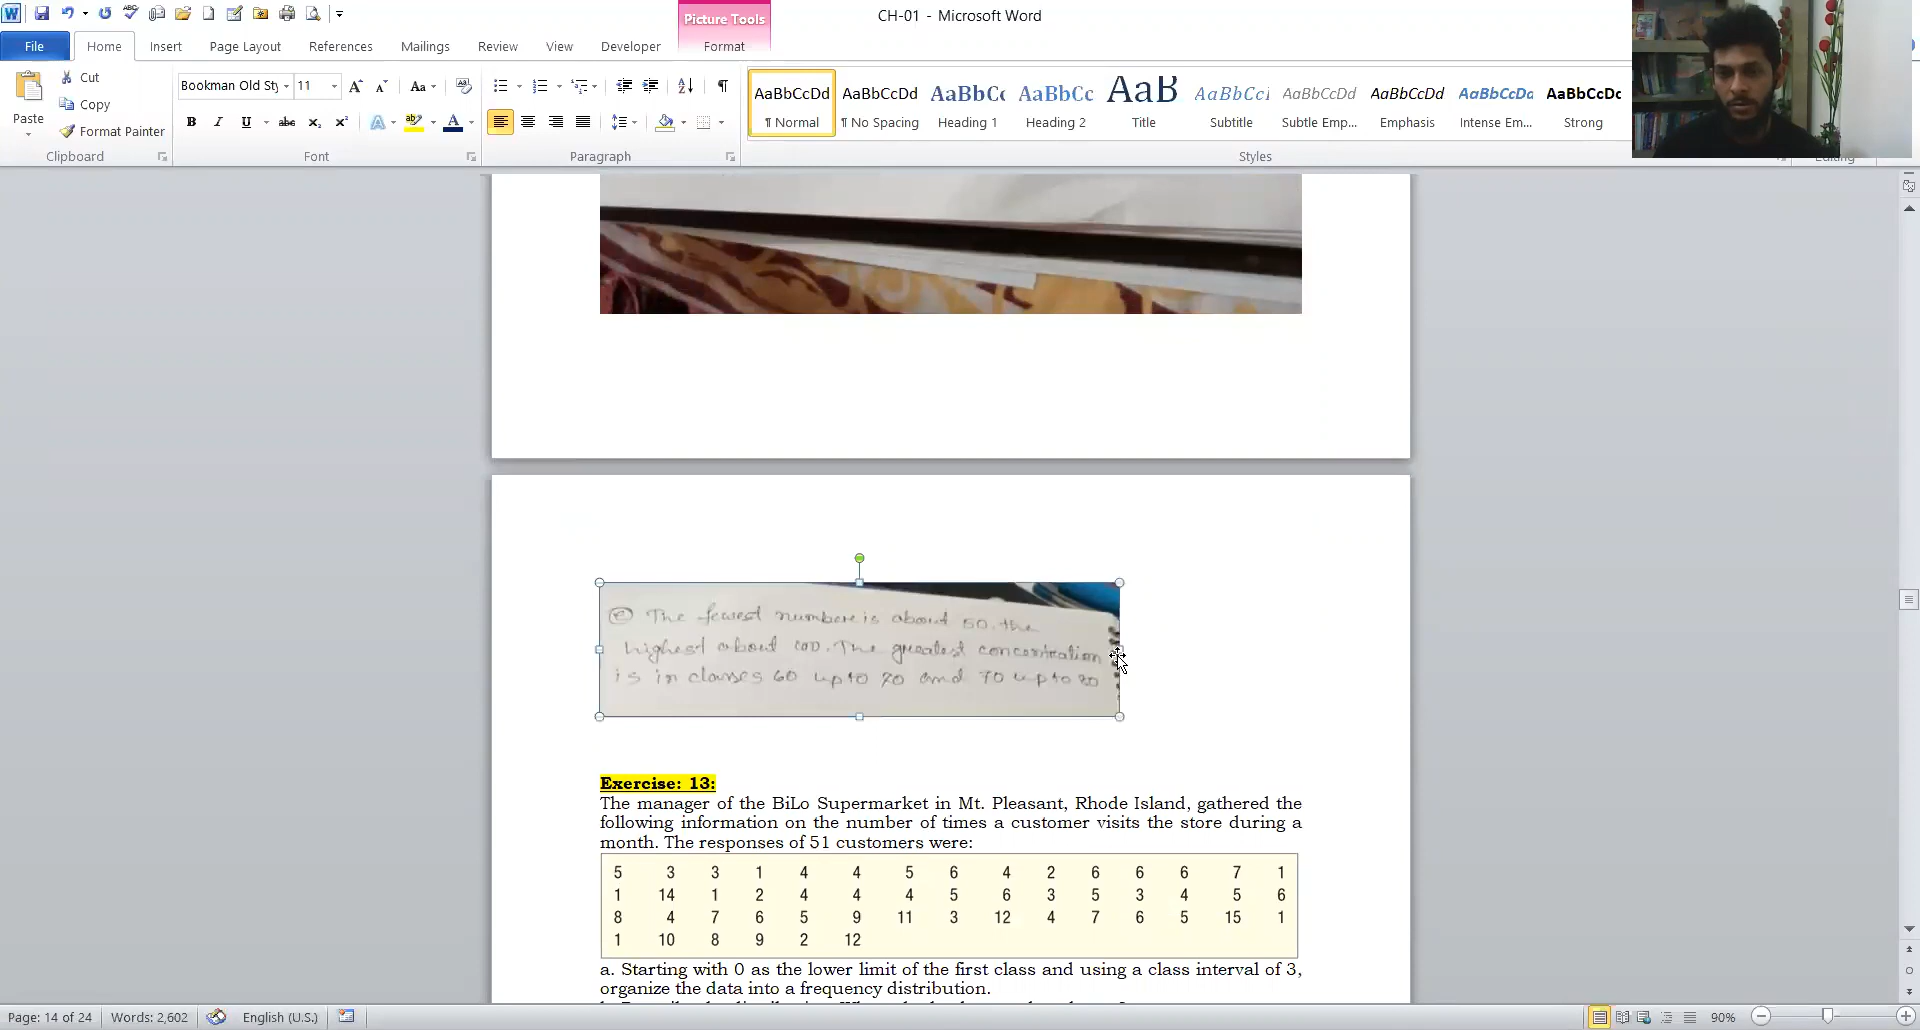 CH-01 - Microsoft Word
Picture Tools
File
Home
Insert
Page Layout
References
Mailings
Review
View
Developer
Format
Paste
Cut
Copy
Format Painter
Clipboard
Bookman Old Sty
11
Font
Paragraph
AaBbCcDd
¶ Normal
AaBbCcDd
¶ No Spacing
AaBbCc
Heading 1
AaBbCc
Heading 2
AaB
Title
AaBbCcI
Subtitle
AaBbCcDd
Subtle Emp...
AaBbCcDd
Emphasis
AaBbCcDd
Intense Em...
AaBbCcDc
Strong
Styles
Editing
ⓔ The fewest number is about 50. the
highest about 100. The greatest concentration
is in classes 60 up to 70 and 70 up to 80
Exercise: 13:
The manager of the BiLo Supermarket in Mt. Pleasant, Rhode Island, gathered the
following information on the number of times a customer visits the store during a
month. The responses of 51 customers were:
5 3 3 1 4 4 5 6 4 2 6 6 6 7 1
1 14 1 2 4 4 4 5 6 3 5 3 4 5 6
8 4 7 6 5 9 11 3 12 4 7 6 5 15 1
1 10 8 9 2 12
a. Starting with 0 as the lower limit of the first class and using a class interval of 3,
organize the data into a frequency distribution.
Page: 14 of 24
Words: 2,602
English (U.S.)
90%